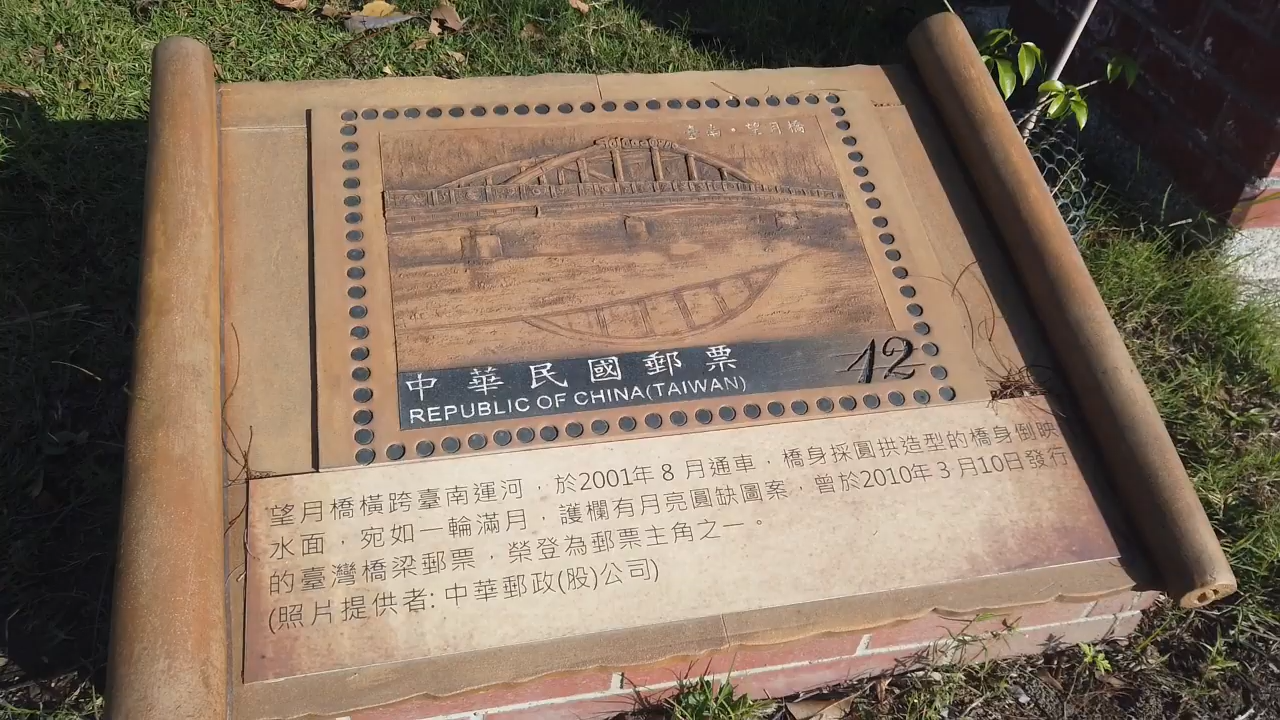 臺南・望月橋
中華民國郵票
12
REPUBLIC OF CHINA(TAIWAN)
望月橋橫跨臺南運河，於2001年 8 月通車，橋身採圓拱造型的橋身倒映
水面，宛如一輪滿月，護欄有月亮圓缺圖案，曾於2010年 3 月10日發行
的臺灣橋梁郵票，榮登為郵票主角之一。
(照片提供者: 中華郵政(股)公司)